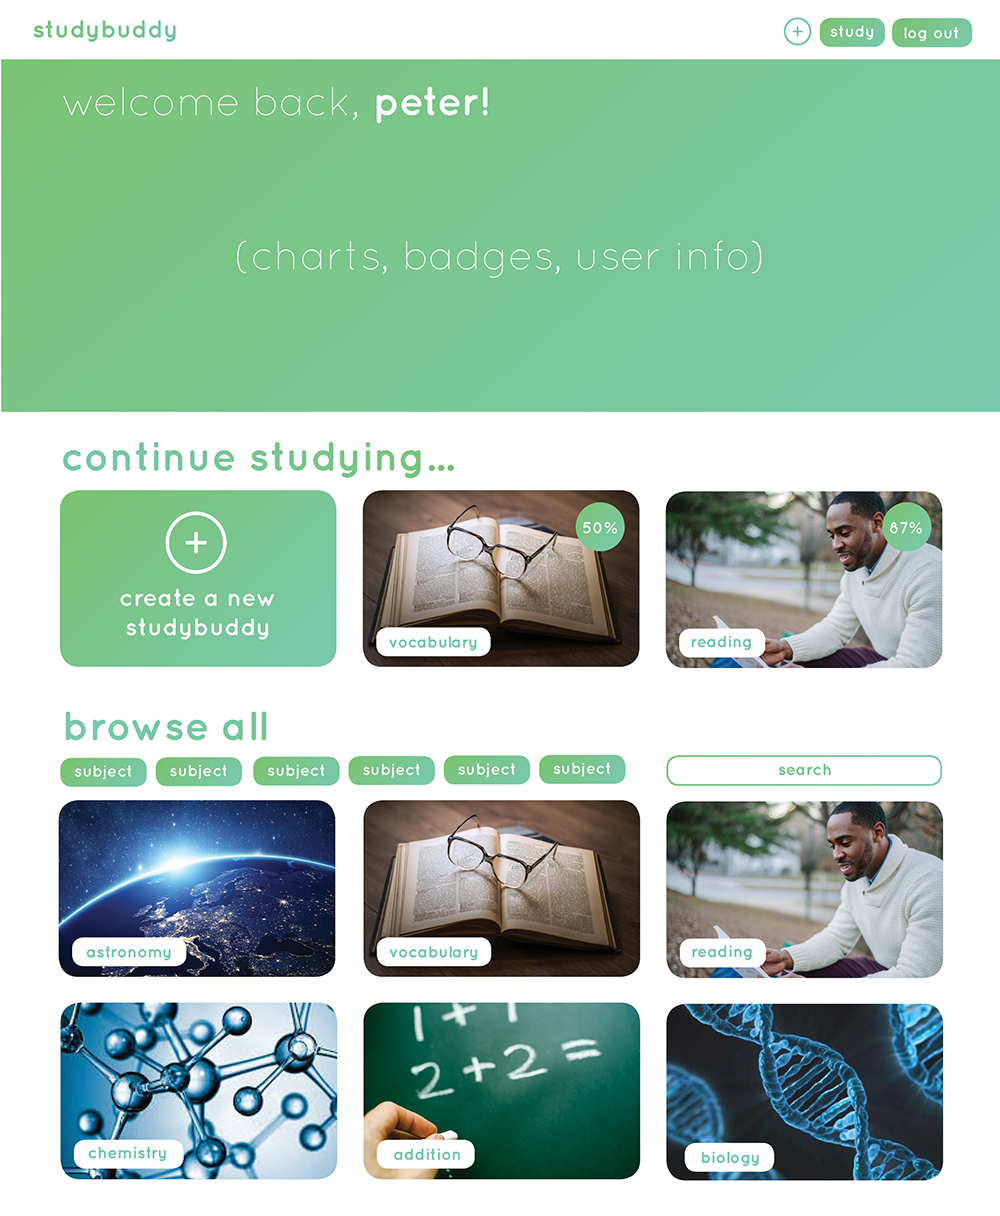 studybuddy
+
study
log out
welcome back, peter!
(charts, badges, user info)
continue studying...
+
create a new
studybuddy
50%
vocabulary
87%
reading
browse all
subject
subject
subject
subject
subject
subject
search
astronomy
vocabulary
reading
chemistry
1 + 1
2+2 =
addition
biology